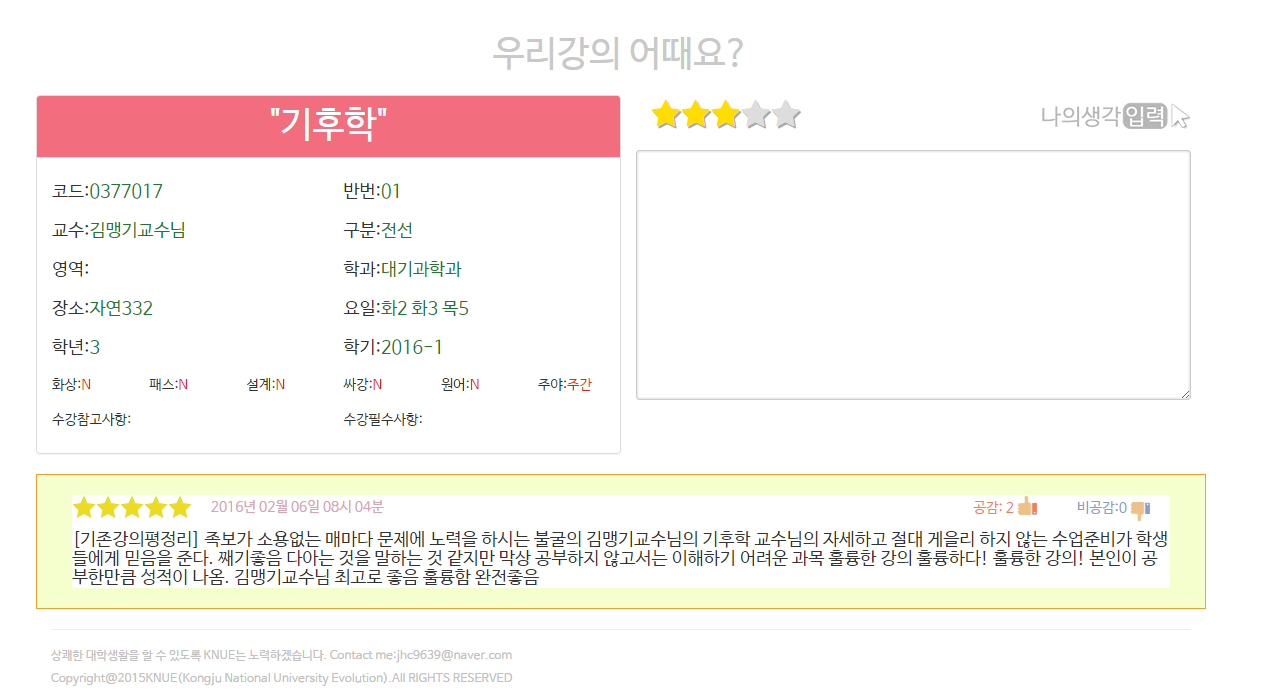 우리강의 어때요?
"기후학"
나의생각입력
코드:0377017 반번:01
교수:김맹기교수님 구분:전선
영역: 학과:대기과학과
장소:자연332 요일:화2 화3 목5
학년:3 학기:2016-1
화상:N 패스:N 설계:N 싸강:N 원어:N 주야:주간
수강참고사항: 수강필수사항:
2016년 02월 06일 08시 04분 공감: 2 비공감:0
[기존강의평정리] 족보가 소용없는 매마다 문제에 노력을 하시는 불굴의 김맹기교수님의 기후학 교수님의 자세하고 절대 게을리 하지 않는 수업준비가 학생
들에게 믿음을 준다. 째기좋음 다아는 것을 말하는 것 같지만 막상 공부하지 않고서는 이해하기 어려운 과목 훌륭한 강의 훌륭하다! 훌륭한 강의! 본인이 공
부한만큼 성적이 나옴. 김맹기교수님 최고로 좋음 훌륭함 완전좋음
상쾌한 대학생활을 할 수 있도록 KNUE는 노력하겠습니다. Contact me:jhc9639@naver.com
Copyright@2015KNUE(Kongju National University Evolution).All RIGHTS RESERVED